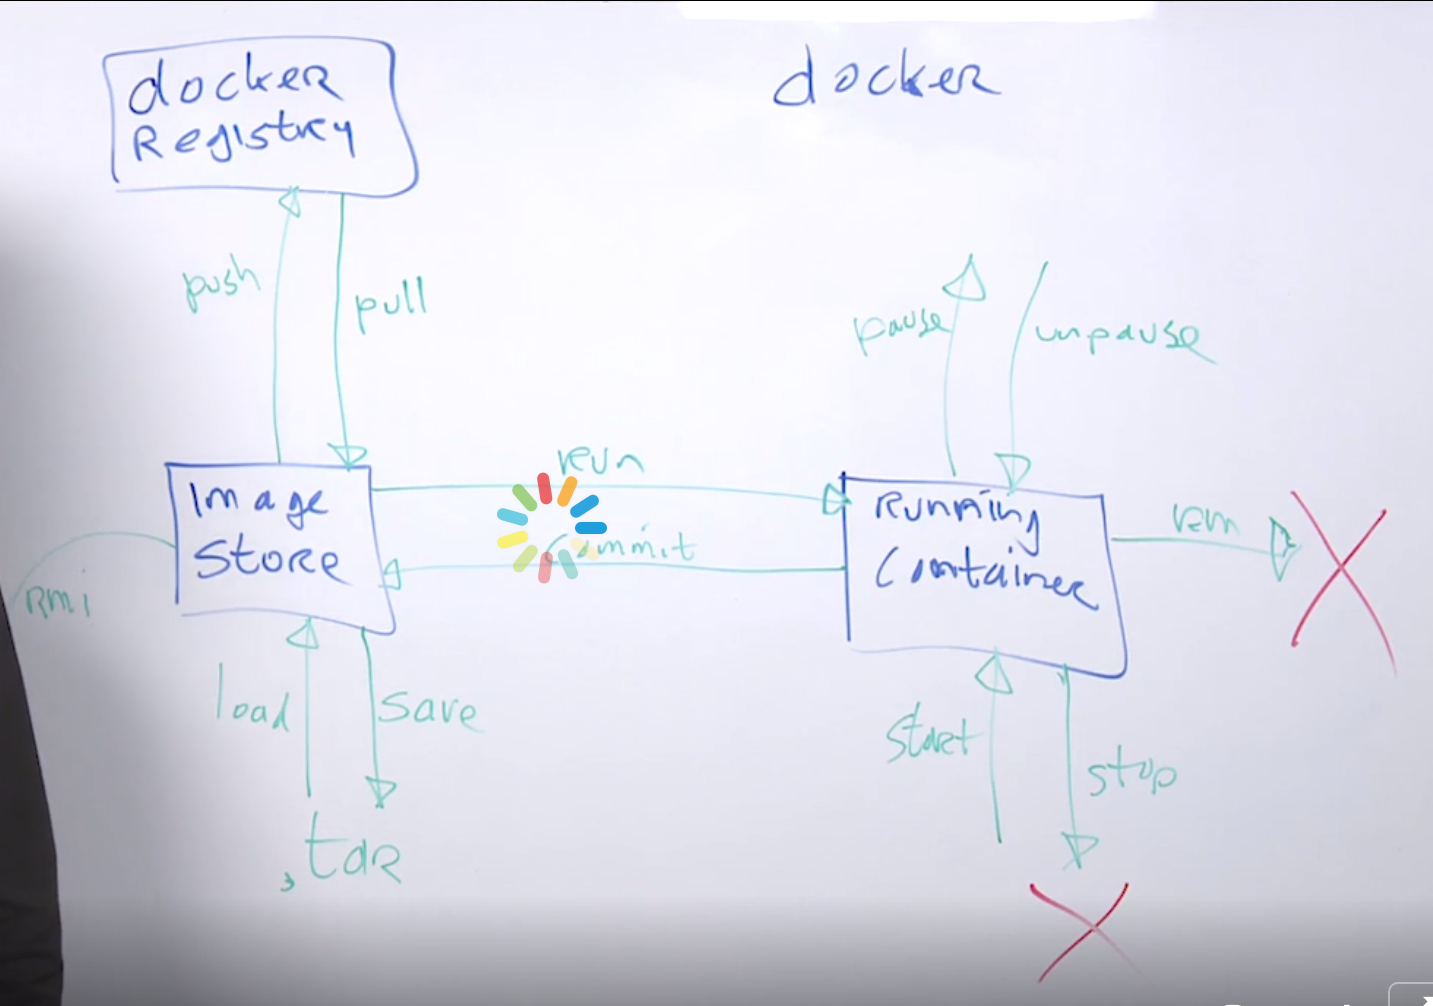 docker
docker
Registry
push
pull
pause
unpause
run
Image
Store
commit
Running
Container
rm
rmi
load
save
start
stop
.tar